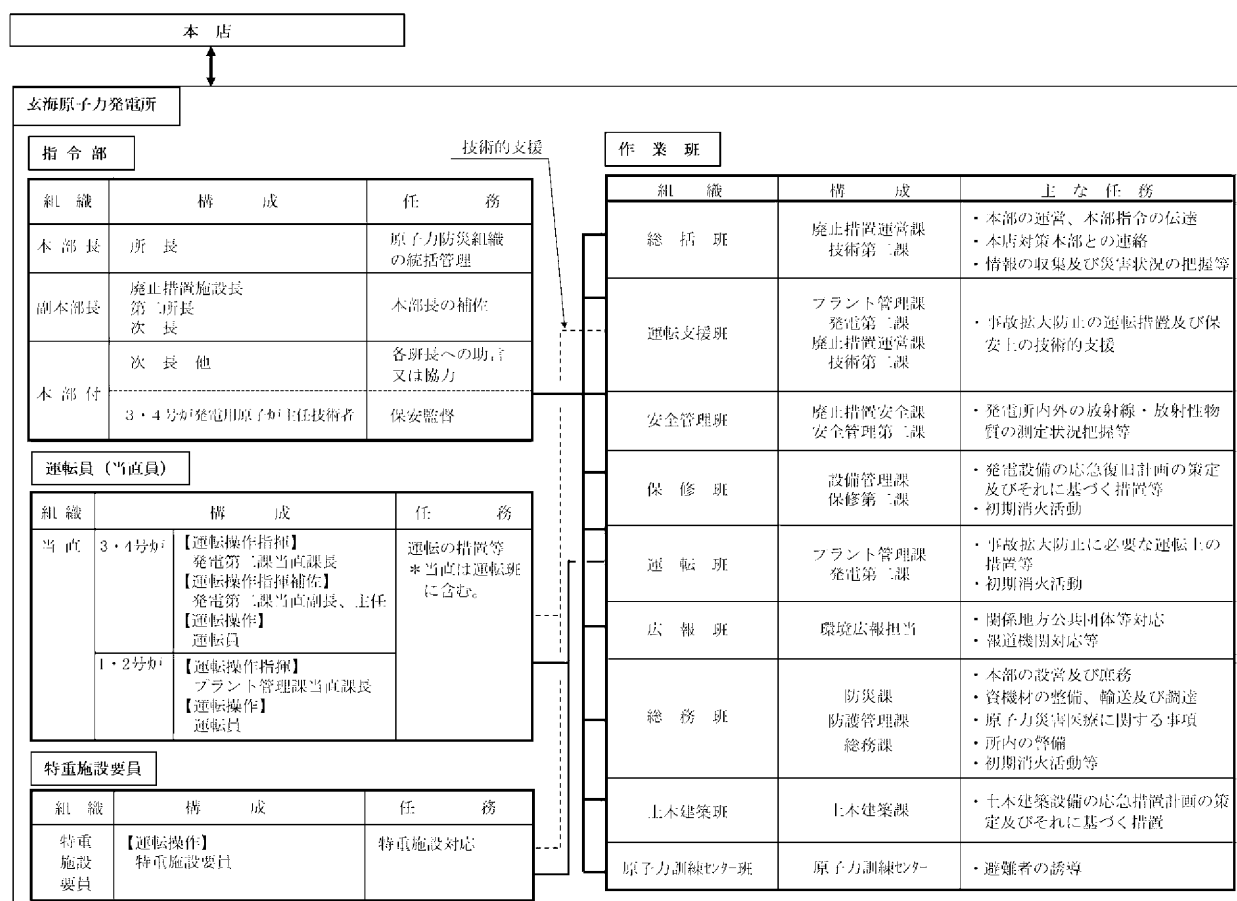 本店
玄海原子力発電所
指令部
技術的支援
組織 構成 任務
本部長 所長 原子力防災組織
の統括管理
副本部長 廃止措置施設長
第二所長
次長
本部長の補佐
本部付 次長他 各班長への助言
又は協力
3・4号炉発電用原子炉主任技術者 保安監督
運転員(当直員)
組織 構成 任務
当直 3・4号炉 【運転操作指揮】
発電第二課当直課長
【運転操作指揮補佐】
発電第二課当直副長、主任
【運転操作】
運転員
1・2号炉 【運転操作指揮】
プラント管理課当直課長
【運転操作】
運転員
運転の措置等
*当直は運転班
に含む。
特重施設要員
組織 構成 任務
特重
施設
要員
【運転操作】
特重施設要員
特重施設対応
作業班
組織 構成 主な任務
総括班 廃止措置運営課
技術第二課
・本部の運営、本部指令の伝達
・本店対策本部との連絡
・情報の収集及び災害状況の把握等
運転支援班 プラント管理課
発電第二課
廃止措置運営課
技術第二課
・事故拡大防止の運転措置及び保
安上の技術的支援
安全管理班 廃止措置安全課
安全管理第二課
・発電所内外の放射線・放射性物
質の測定状況把握等
保修班 設備管理課
保修第二課
・発電設備の応急復旧計画の策定
及びそれに基づく措置等
・初期消火活動
運転班 プラント管理課
発電第二課
・事故拡大防止に必要な運転上の
措置等
・初期消火活動
広報班 環境広報担当 ・関係地方公共団体等対応
・報道機関対応等
総務班 防災課
防護管理課
総務課
・本部の設営及び庶務
・資機材の整備、輸送及び調達
・原子力災害医療に関する事項
・所内の警備
・初期消火活動等
土木建築班 土木建築課 ・土木建築設備の応急措置計画の策
定及びそれに基づく措置
原子力訓練センター班 原子力訓練センター ・避難者の誘導